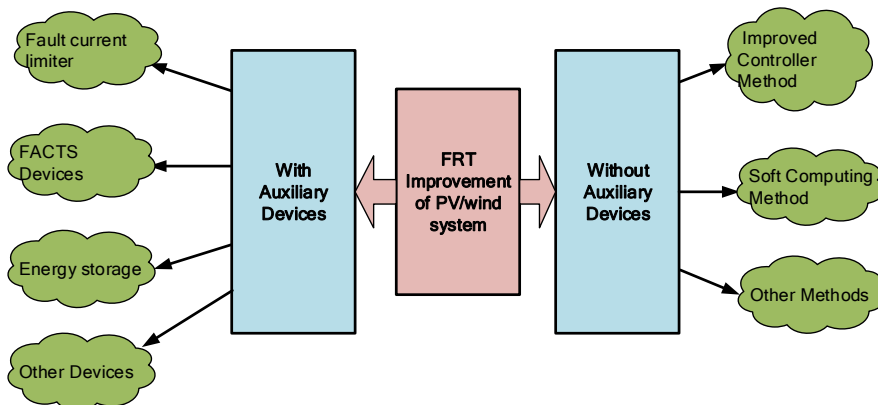 Fault current
limiter
FACTS
Devices
Energy storage
Other Devices
With
Auxiliary
Devices
FRT
Improvement
of PV/wind
system
Without
Auxiliary
Devices
Improved
Controller
Method
Soft Computing
Method
Other Methods